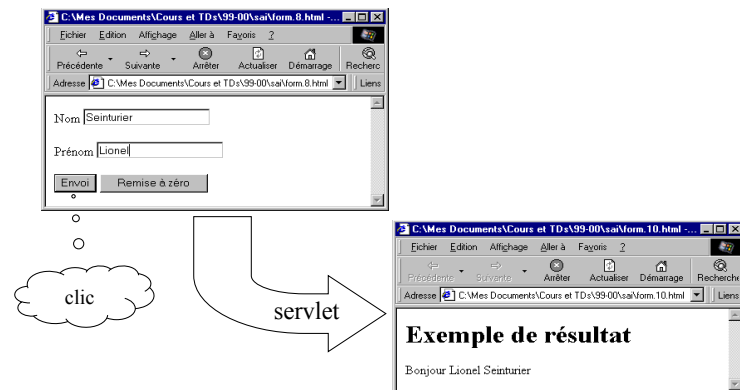 C:\Mes Documents\Cours et TDs\99-00\sai\form.8.html -...
Fichier Edition Affichage Aller à Favoris ?
Précédente Suivante Arrêter Actualiser Démarrage Recherc
Adresse C:\Mes Documents\Cours et TDs\99-00\sai\form.8.html Liens
Nom Seinturier
Prénom Lionel
Envoi Remise à zéro
clic
servlet
C:\Mes Documents\Cours et TDs\99-00\sai\form.10.html -...
Fichier Edition Affichage Aller à Favoris ?
Précédente Suivante Arrêter Actualiser Démarrage Recherche
Adresse C:\Mes Documents\Cours et TDs\99-00\sai\form.10.html Liens
Exemple de résultat
Bonjour Lionel Seinturier